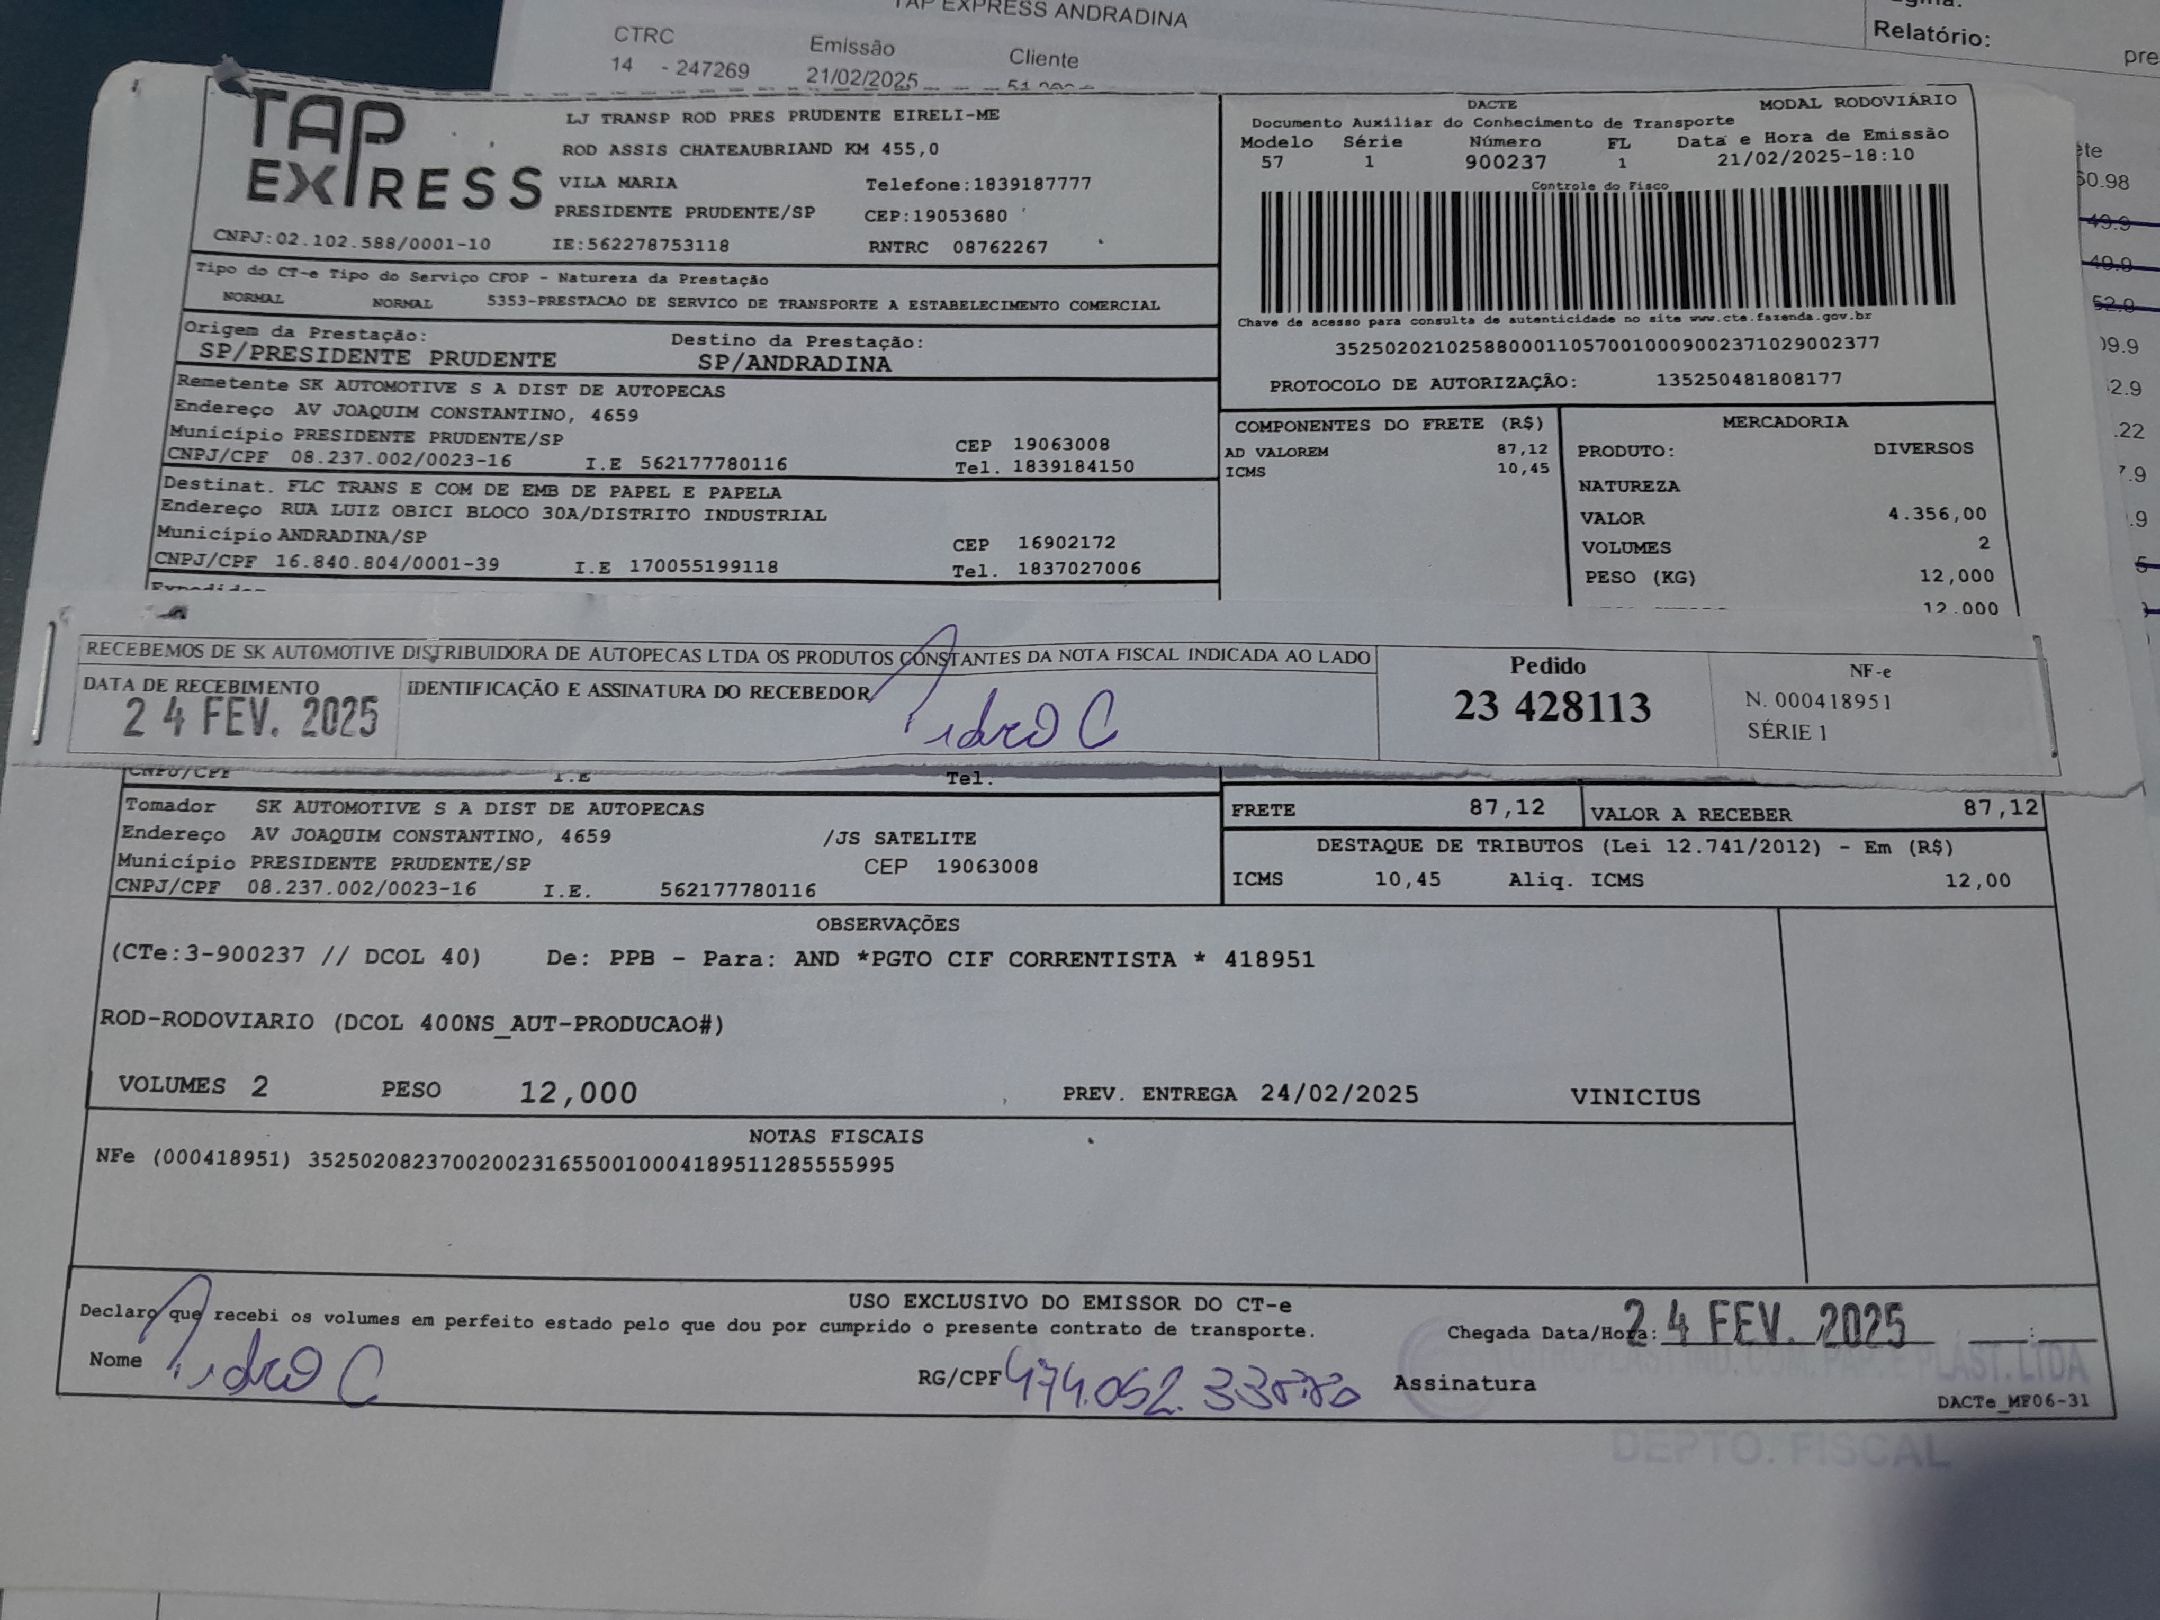 TAP EXPRESS ANDRADINA
CTRC Emissão Cliente
14 - 247269 21/02/2025
Relatório:
pre
TAP EXPRESS
LJ TRANSP ROD PRES PRUDENTE EIRELI-ME
ROD ASSIS CHATEAUBRIAND KM 455,0
VILA MARIA Telefone:1839187777
PRESIDENTE PRUDENTE/SP CEP:19053680
CNPJ:02.102.588/0001-10 IE:562278753118 RNTRC 08762267
DACTE MODAL RODOVIÁRIO
Documento Auxiliar do Conhecimento de Transporte
Modelo Série Número FL Data e Hora de Emissão
57 1 900237 1 21/02/2025-18:10
Controle do Fisco
Chave de acesso para consulta de autenticidade no site www.cte.fazenda.gov.br
35250202102588000110570010009002371029002377
PROTOCOLO DE AUTORIZAÇÃO: 135250481808177
Tipo do CT-e Tipo do Serviço CFOP - Natureza da Prestação
NORMAL NORMAL 5353-PRESTACAO DE SERVICO DE TRANSPORTE A ESTABELECIMENTO COMERCIAL
Origem da Prestação: Destino da Prestação:
SP/PRESIDENTE PRUDENTE SP/ANDRADINA
Remetente SK AUTOMOTIVE S A DIST DE AUTOPECAS
Endereço AV JOAQUIM CONSTANTINO, 4659
Município PRESIDENTE PRUDENTE/SP CEP 19063008
CNPJ/CPF 08.237.002/0023-16 I.E 562177780116 Tel. 1839184150
Destinat. FLC TRANS E COM DE EMB DE PAPEL E PAPELA
Endereço RUA LUIZ OBICI BLOCO 30A/DISTRITO INDUSTRIAL
Município ANDRADINA/SP CEP 16902172
CNPJ/CPF 16.840.804/0001-39 I.E 170055199118 Tel. 1837027006
COMPONENTES DO FRETE (R$)
AD VALOREM 87,12
ICMS 10,45
MERCADORIA
PRODUTO: DIVERSOS
NATUREZA
VALOR 4.356,00
VOLUMES 2
PESO (KG) 12,000
12.000
RECEBEMOS DE SK AUTOMOTIVE DISTRIBUIDORA DE AUTOPECAS LTDA OS PRODUTOS CONSTANTES DA NOTA FISCAL INDICADA AO LADO
DATA DE RECEBIMENTO IDENTIFICAÇÃO E ASSINATURA DO RECEBEDOR
24 FEV. 2025
Pedido
23 428113
NF-e
N. 000418951
SÉRIE 1
CNPJ/CPF I.E Tel.
Tomador SK AUTOMOTIVE S A DIST DE AUTOPECAS
Endereço AV JOAQUIM CONSTANTINO, 4659 /JS SATELITE
Município PRESIDENTE PRUDENTE/SP CEP 19063008
CNPJ/CPF 08.237.002/0023-16 I.E. 562177780116
FRETE 87,12 VALOR A RECEBER 87,12
DESTAQUE DE TRIBUTOS (Lei 12.741/2012) - Em (R$)
ICMS 10,45 Aliq. ICMS 12,00
OBSERVAÇÕES
(CTe:3-900237 // DCOL 40) De: PPB - Para: AND *PGTO CIF CORRENTISTA * 418951
ROD-RODOVIARIO (DCOL 400NS_AUT-PRODUCAO#)
VOLUMES 2 PESO 12,000 PREV. ENTREGA 24/02/2025 VINICIUS
NOTAS FISCAIS
NFe (000418951) 35250208237002002316550010004189511285555995
USO EXCLUSIVO DO EMISSOR DO CT-e
Declaro que recebi os volumes em perfeito estado pelo que dou por cumprido o presente contrato de transporte.
Chegada Data/Hora: 24 FEV. 2025
Nome RG/CPF Assinatura
DACTe_MF06-31
DEPTO. FISCAL